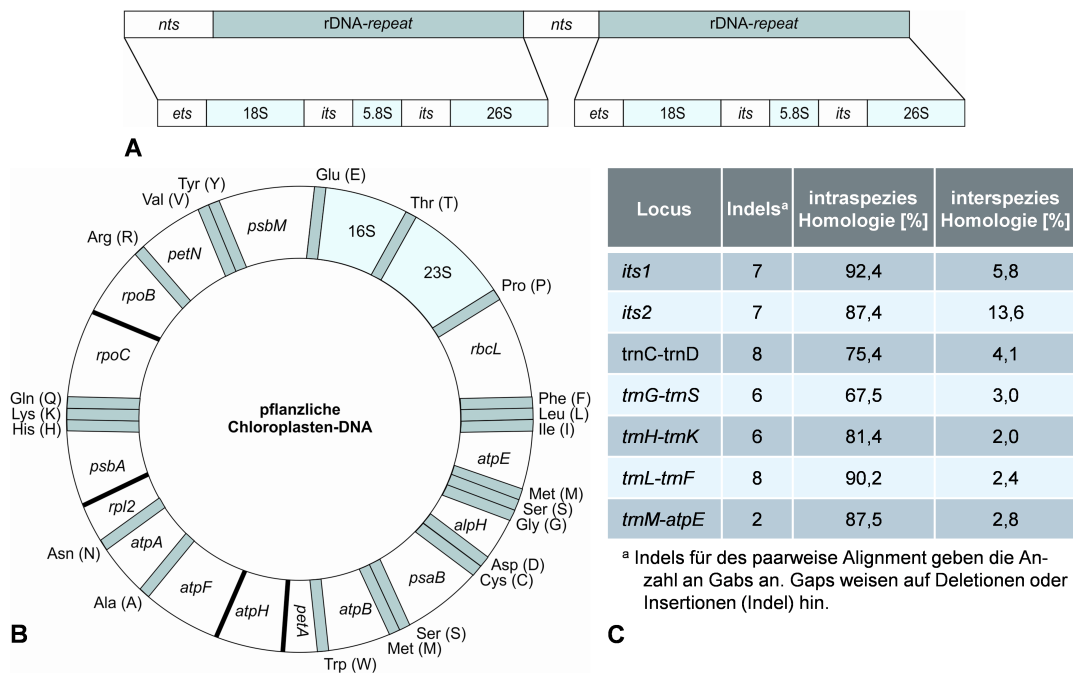 nts rDNA-repeat nts rDNA-repeat
ets 18S its 5.8S its 26S ets 18S its 5.8S its 26S
A
Glu (E)
16S
Thr (T)
23S
Pro (P)
rbcL
Phe (F)
Leu (L)
Ile (I)
atpE
Met (M)
Ser (S)
Gly (G)
alpH
Asp (D)
Cys (C)
psaB
Ser (S)
Met (M)
atpB
Trp (W)
petA
atpH
atpF
Ala (A)
atpA
Asn (N)
rpl2
psbA
His (H)
Lys (K)
Gln (Q)
rpoC
rpoB
Arg (R)
petN
Val (V)
Tyr (Y)
psbM
pflanzliche
Chloroplasten-DNA
B
Locus Indelsa intraspezies Homologie [%] interspezies Homologie [%]
its1 7 92,4 5,8
its2 7 87,4 13,6
trnC-trnD 8 75,4 4,1
trnG-trnS 6 67,5 3,0
trnH-trnK 6 81,4 2,0
trnL-trnF 8 90,2 2,4
trnM-atpE 2 87,5 2,8
a Indels für des paarweise Alignment geben die An-
zahl an Gabs an. Gaps weisen auf Deletionen oder
Insertionen (Indel) hin.
C